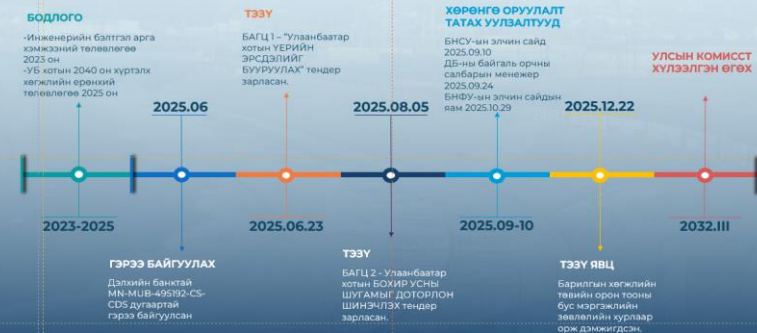 БОДЛОГО
-Инженерийн бэлтгэл арга
хэмжээний төлөвлөгөө
2023 он
-УБ хотын 2040 он хүртэлх
хөгжлийн ерөнхий
төлөвлөгөө 2025 он
2023-2025
2025.06
ГЭРЭЭ БАЙГУУЛАХ
Дэлхийн банктай
MN-MUB-495192-CS-
CDS дугаартай
гэрээ байгуулсан
ТЭЗҮ
БАГЦ 1 – "Улаанбаатар
хотын ҮЕРИЙН
ЭРСДЭЛИЙГ
БУУРУУЛАХ" тендер
зарласан.
2025.06.23
2025.08.05
ТЭЗҮ
БАГЦ 2 - Улаанбаатар
хотын БОХИР УСНЫ
ШУГАМЫГ ДОТОРЛОН
ШИНЭЧЛЭХ тендер
зарласан.
ХӨРӨНГӨ ОРУУЛАЛТ
ТАТАХ УУЛЗАЛТУУД
БНСУ-ын элчин сайд
2025.09.10
ДБ-ны байгаль орчны
салбарын менежер
2025.09.24
БНФУ-ын элчин сайдын
яам 2025.10.29
2025.09-10
2025.12.22
ТЭЗҮ ЯВЦ
Барилгын хөгжлийн
төвийн орон тооны
бус мэргэжлийн
зөвлөлийн хурлаар
орж дэмжигдсэн.
УЛСЫН КОМИССТ
ХҮЛЭЭЛГЭН ӨГӨХ
2032.III